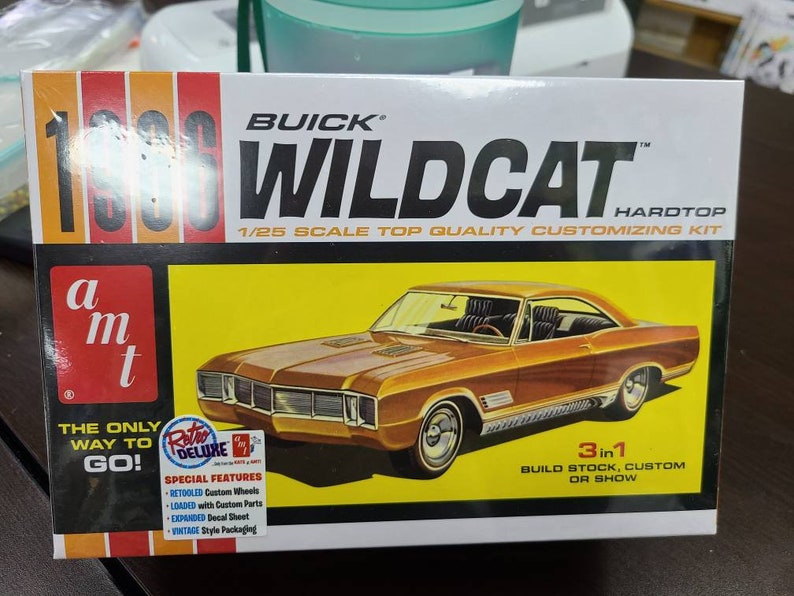 1966
BUICK®
WILDCAT™
HARDTOP
1/25 SCALE TOP QUALITY CUSTOMIZING KIT
amt
®
THE ONLY
WAY TO
GO!
Retro
DELUXE™
amt
SPECIAL FEATURES
• RETOOLED Custom Wheels
• LOADED with Custom Parts
• EXPANDED Decal Sheet
• VINTAGE Style Packaging
3 in 1
BUILD STOCK, CUSTOM
OR SHOW